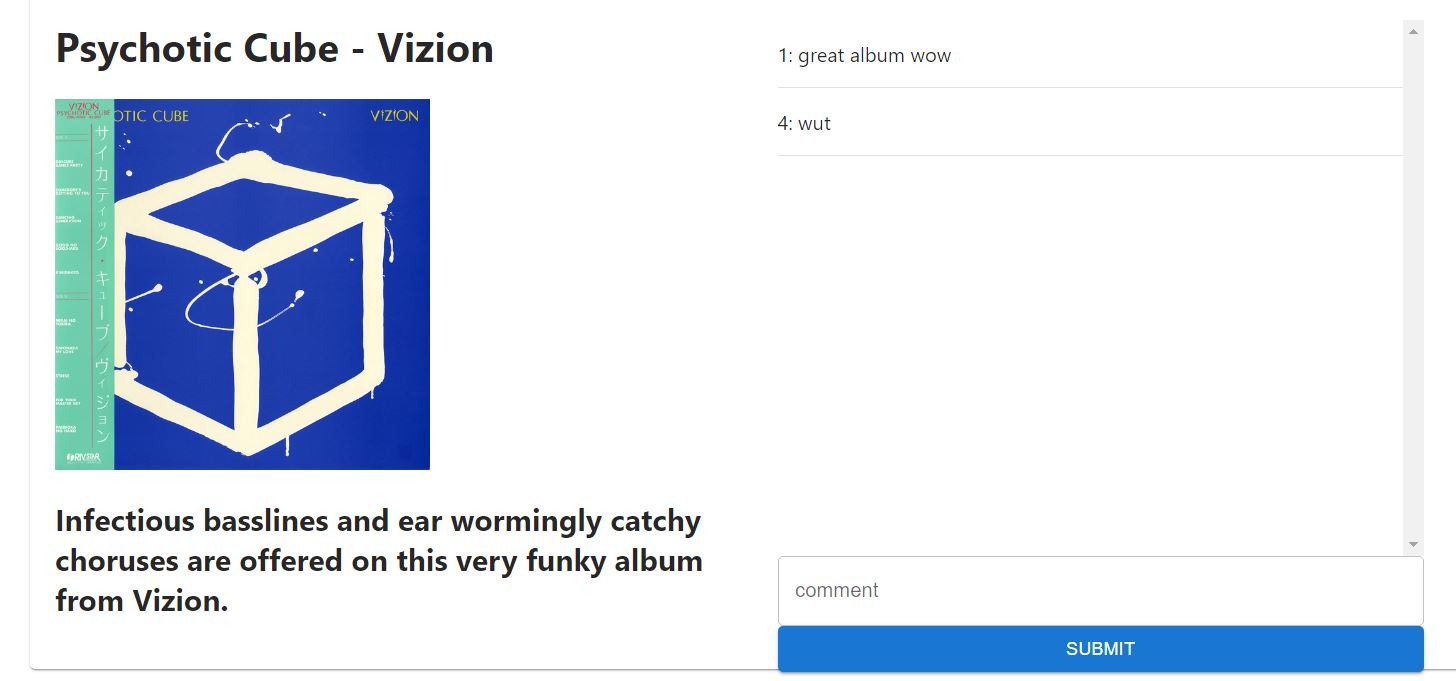 Psychotic Cube - Vizion
VIZION
PSYCHOTIC CUBE
OTIC CUBE
VIZION
サイカティック・キューブ/ヴィジョン
Infectious basslines and ear wormingly catchy
choruses are offered on this very funky album
from Vizion.
1: great album wow
4: wut
comment
SUBMIT